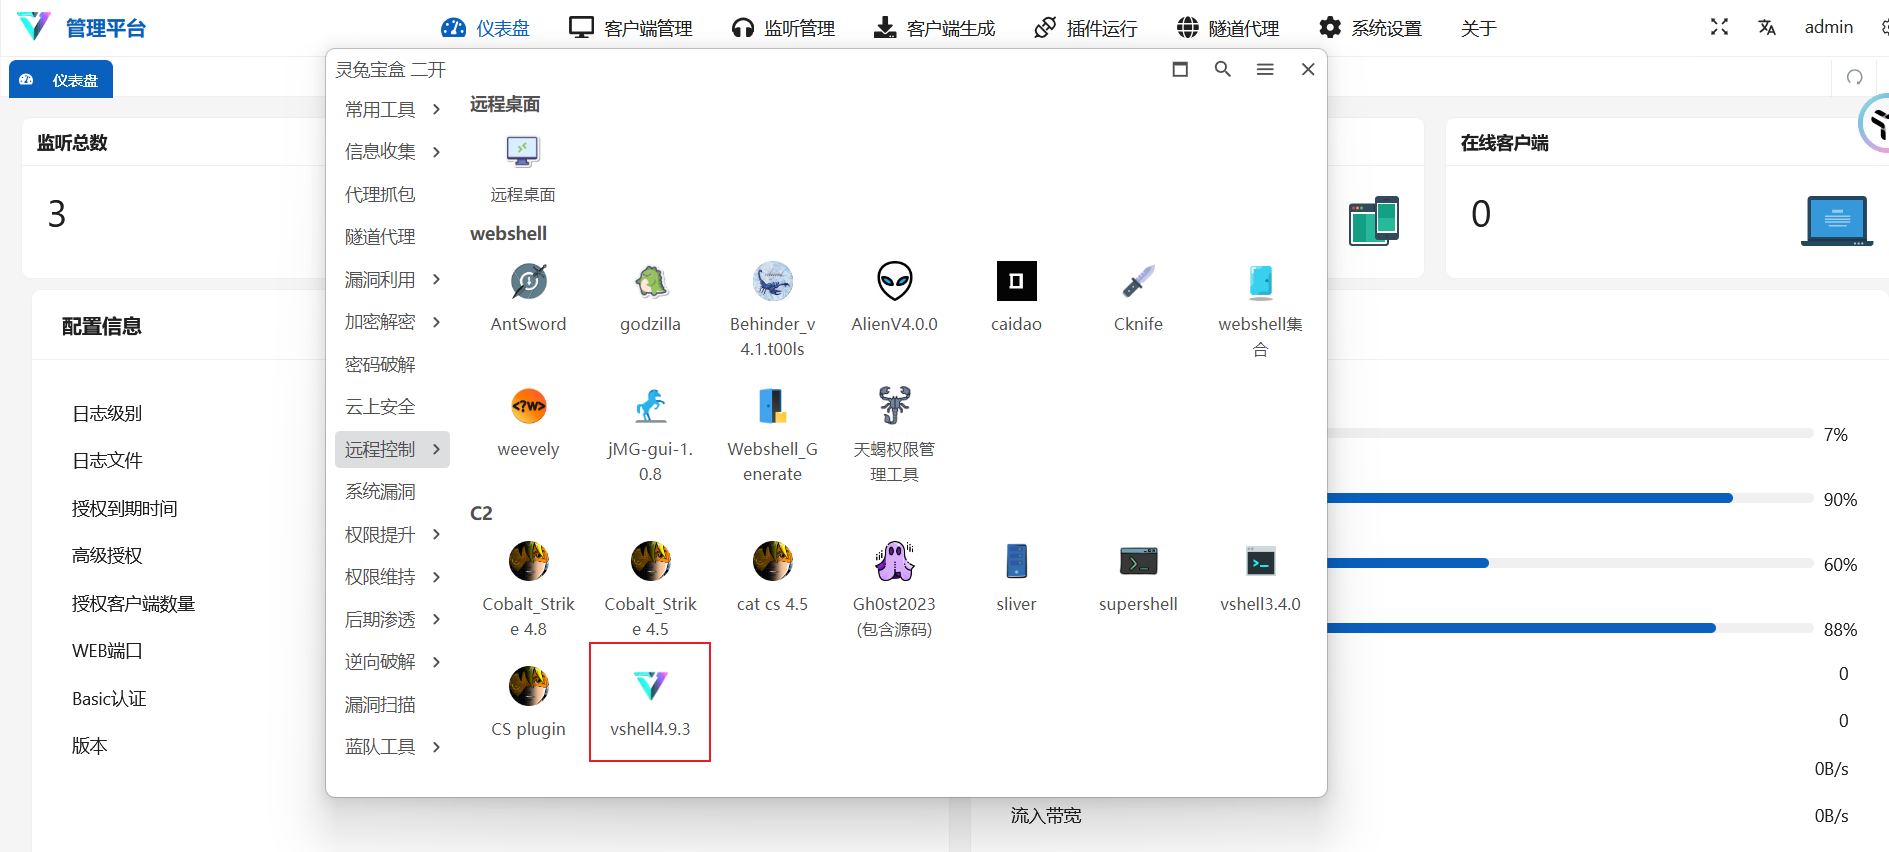 管理平台
仪表盘
客户端管理
监听管理
客户端生成
插件运行
隧道代理
系统设置
关于
admin
仪表盘
监听总数
3
在线客户端
0
配置信息
日志级别
日志文件
授权到期时间
高级授权
授权客户端数量
WEB端口
Basic认证
版本
灵兔宝盒 二开
常用工具
信息收集
代理抓包
隧道代理
漏洞利用
加密解密
密码破解
云上安全
远程控制
系统漏洞
权限提升
权限维持
后期渗透
逆向破解
漏洞扫描
蓝队工具
远程桌面
远程桌面
webshell
AntSword
godzilla
Behinder_v
4.1.t00ls
AlienV4.0.0
caidao
Cknife
webshell集
合
<?W>
weevely
jMG-gui-1.
0.8
Webshell_G
enerate
天蝎权限管
理工具
C2
Cobalt_Strik
e 4.8
Cobalt_Strik
e 4.5
cat cs 4.5
Gh0st2023
(包含源码)
sliver
supershell
vshell3.4.0
CS plugin
vshell4.9.3
7%
90%
60%
88%
0
0
0B/s
流入带宽
0B/s